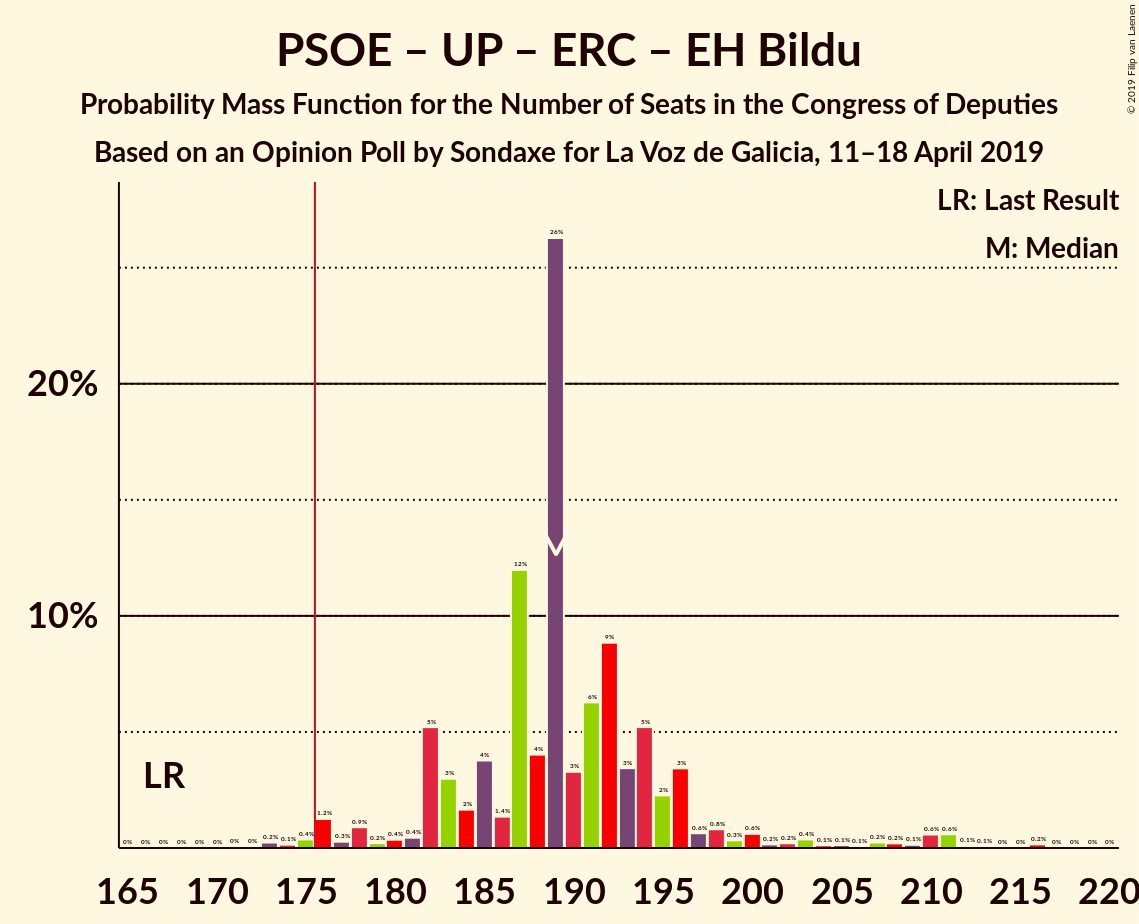 PSOE – UP – ERC – EH Bildu
Probability Mass Function for the Number of Seats in the Congress of Deputies
Based on an Opinion Poll by Sondaxe for La Voz de Galicia, 11–18 April 2019
© 2019 Filip van Laenen
LR: Last Result
M: Median
20%
10%
LR
0% 0% 0% 0% 0% 0% 0% 0% 0.2% 0.1% 0.4% 1.2% 0.3% 0.9% 0.2% 0.4% 0.4% 5% 3% 2% 4% 1.4% 12% 4% 26% 3% 6% 9% 3% 5% 2% 3% 0.6% 0.8% 0.3% 0.6% 0.2% 0.2% 0.4% 0.1% 0.1% 0.1% 0.2% 0.2% 0.1% 0.6% 0.6% 0.1% 0.1% 0% 0% 0.2% 0% 0% 0% 0%
165 170 175 180 185 190 195 200 205 210 215 220